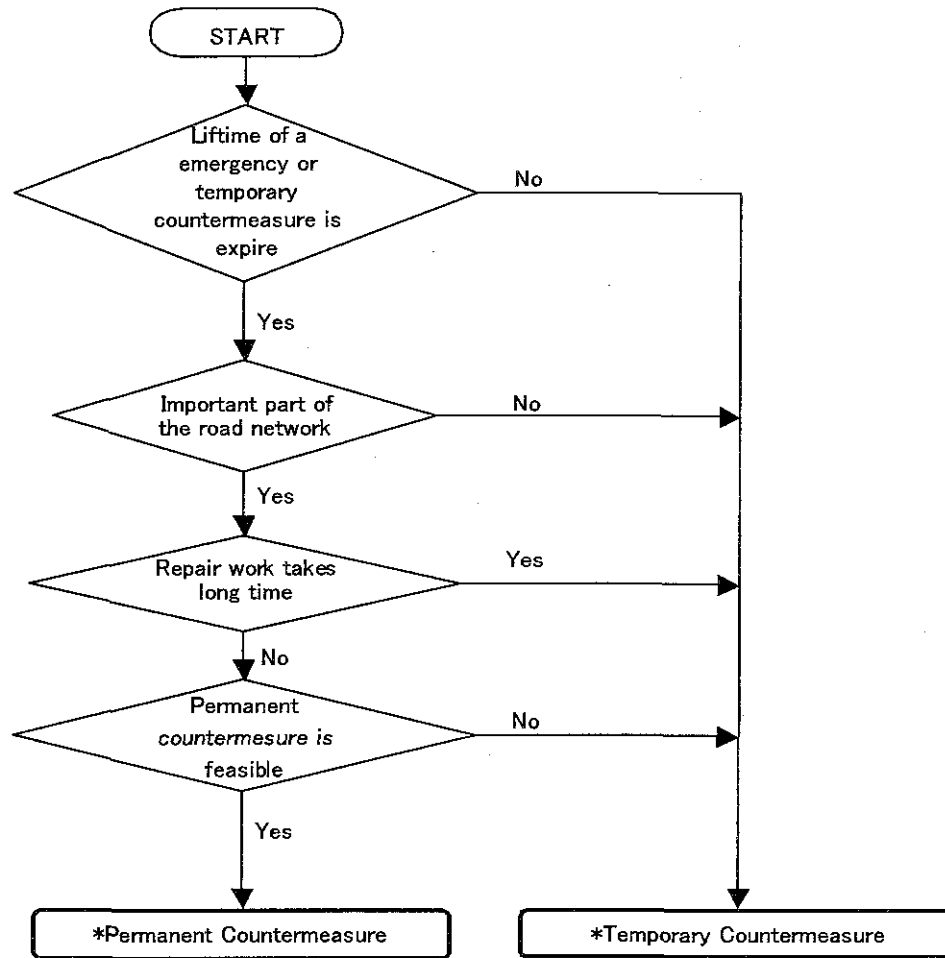 START
Liftime of a
emergency or
temporary
countermeasure is
expire
No
Yes
Important part of
the road network
No
Yes
Repair work takes
long time
Yes
No
Permanent
countermesure is
feasible
No
Yes
*Permanent Countermeasure
*Temporary Countermeasure